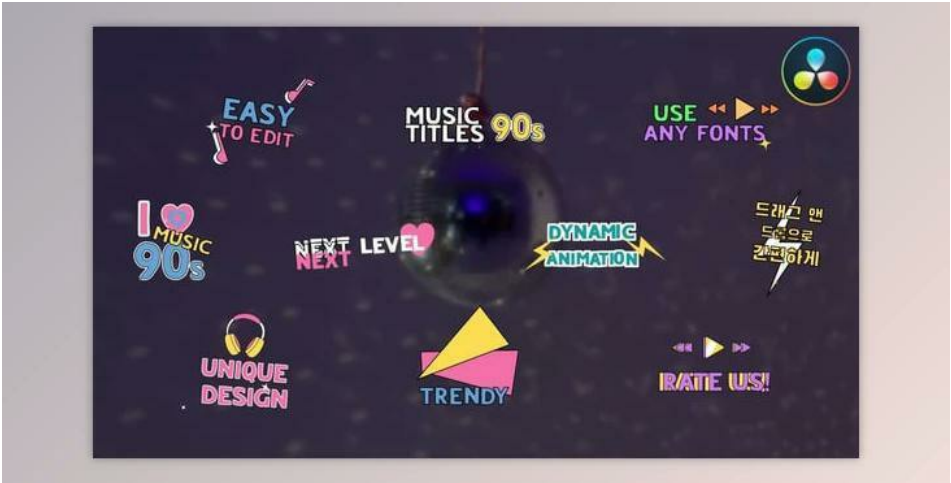 EASY
TO EDIT
MUSIC
TITLES 90s
USE
ANY FONTS
I
MUSIC
90s
NEXT LEVEL
NEXT
DYNAMIC
ANIMATION
드래그 앤
드롭으로
간편하게
UNIQUE
DESIGN
TRENDY
RATE US!